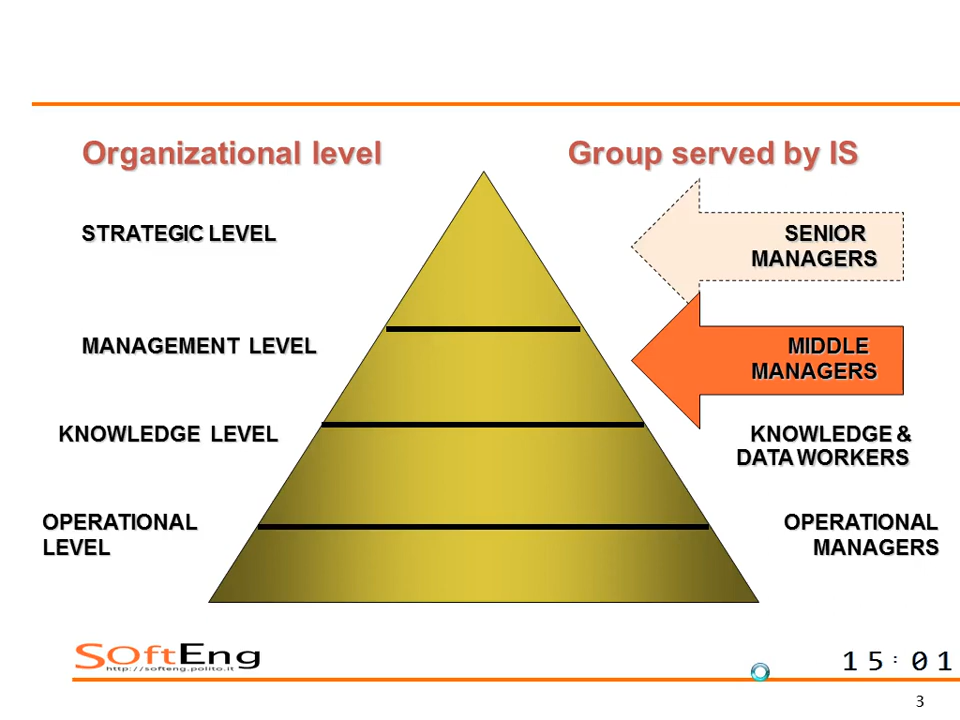 Organizational level
Group served by IS
STRATEGIC LEVEL
SENIOR
MANAGERS
MANAGEMENT LEVEL
MIDDLE
MANAGERS
KNOWLEDGE LEVEL
KNOWLEDGE &
DATA WORKERS
OPERATIONAL
LEVEL
OPERATIONAL
MANAGERS
SOftEng
http://softeng.polito.it
15:01
3